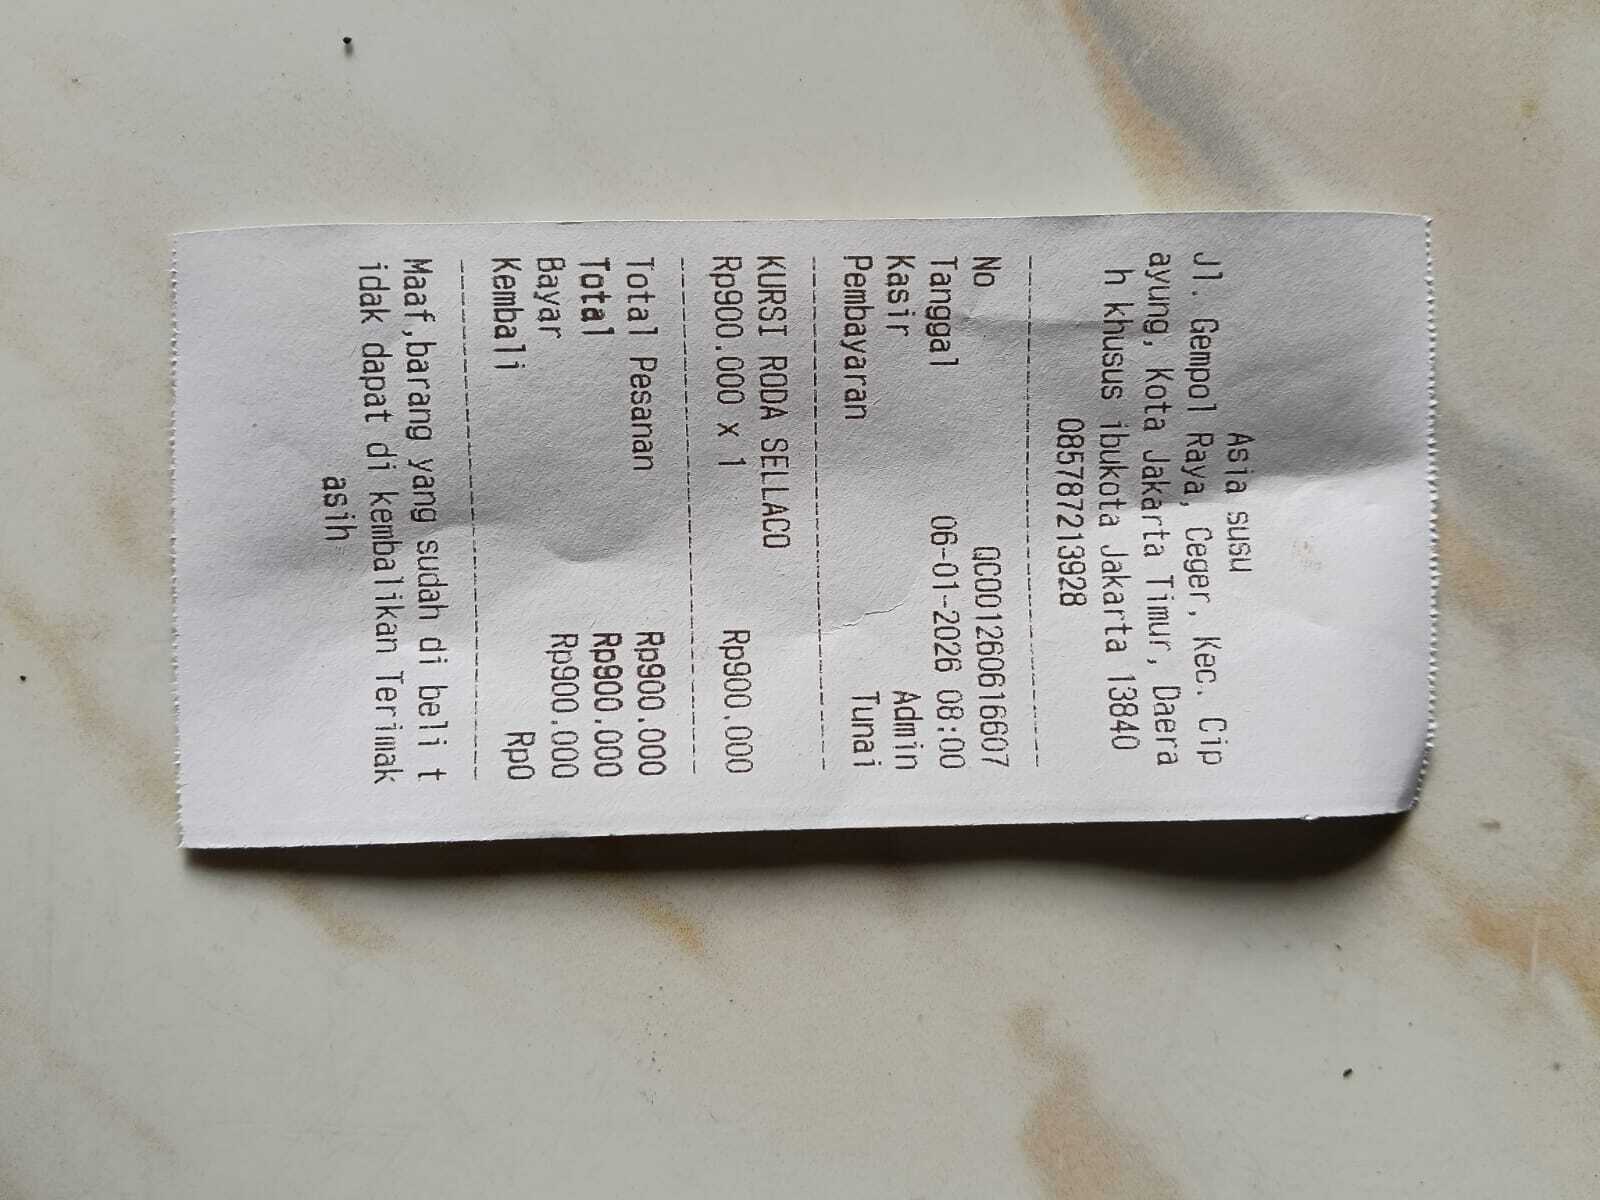 Asia susu
Jl. Gempol Raya, Ceger, Kec. Cip
ayung, Kota Jakarta Timur, Daera
h khusus ibukota Jakarta 13840
085787213928
No QC001260616607
Tanggal 06-01-2026 08:00
Kasir Admin
Pembayaran Tunai
KURSI RODA SELLACO
Rp900.000 x 1 Rp900.000
Total Pesanan Rp900.000
Total Rp900.000
Bayar Rp900.000
Kembali Rp0
Maaf,barang yang sudah di beli t
idak dapat di kembalikan Terimak
asih